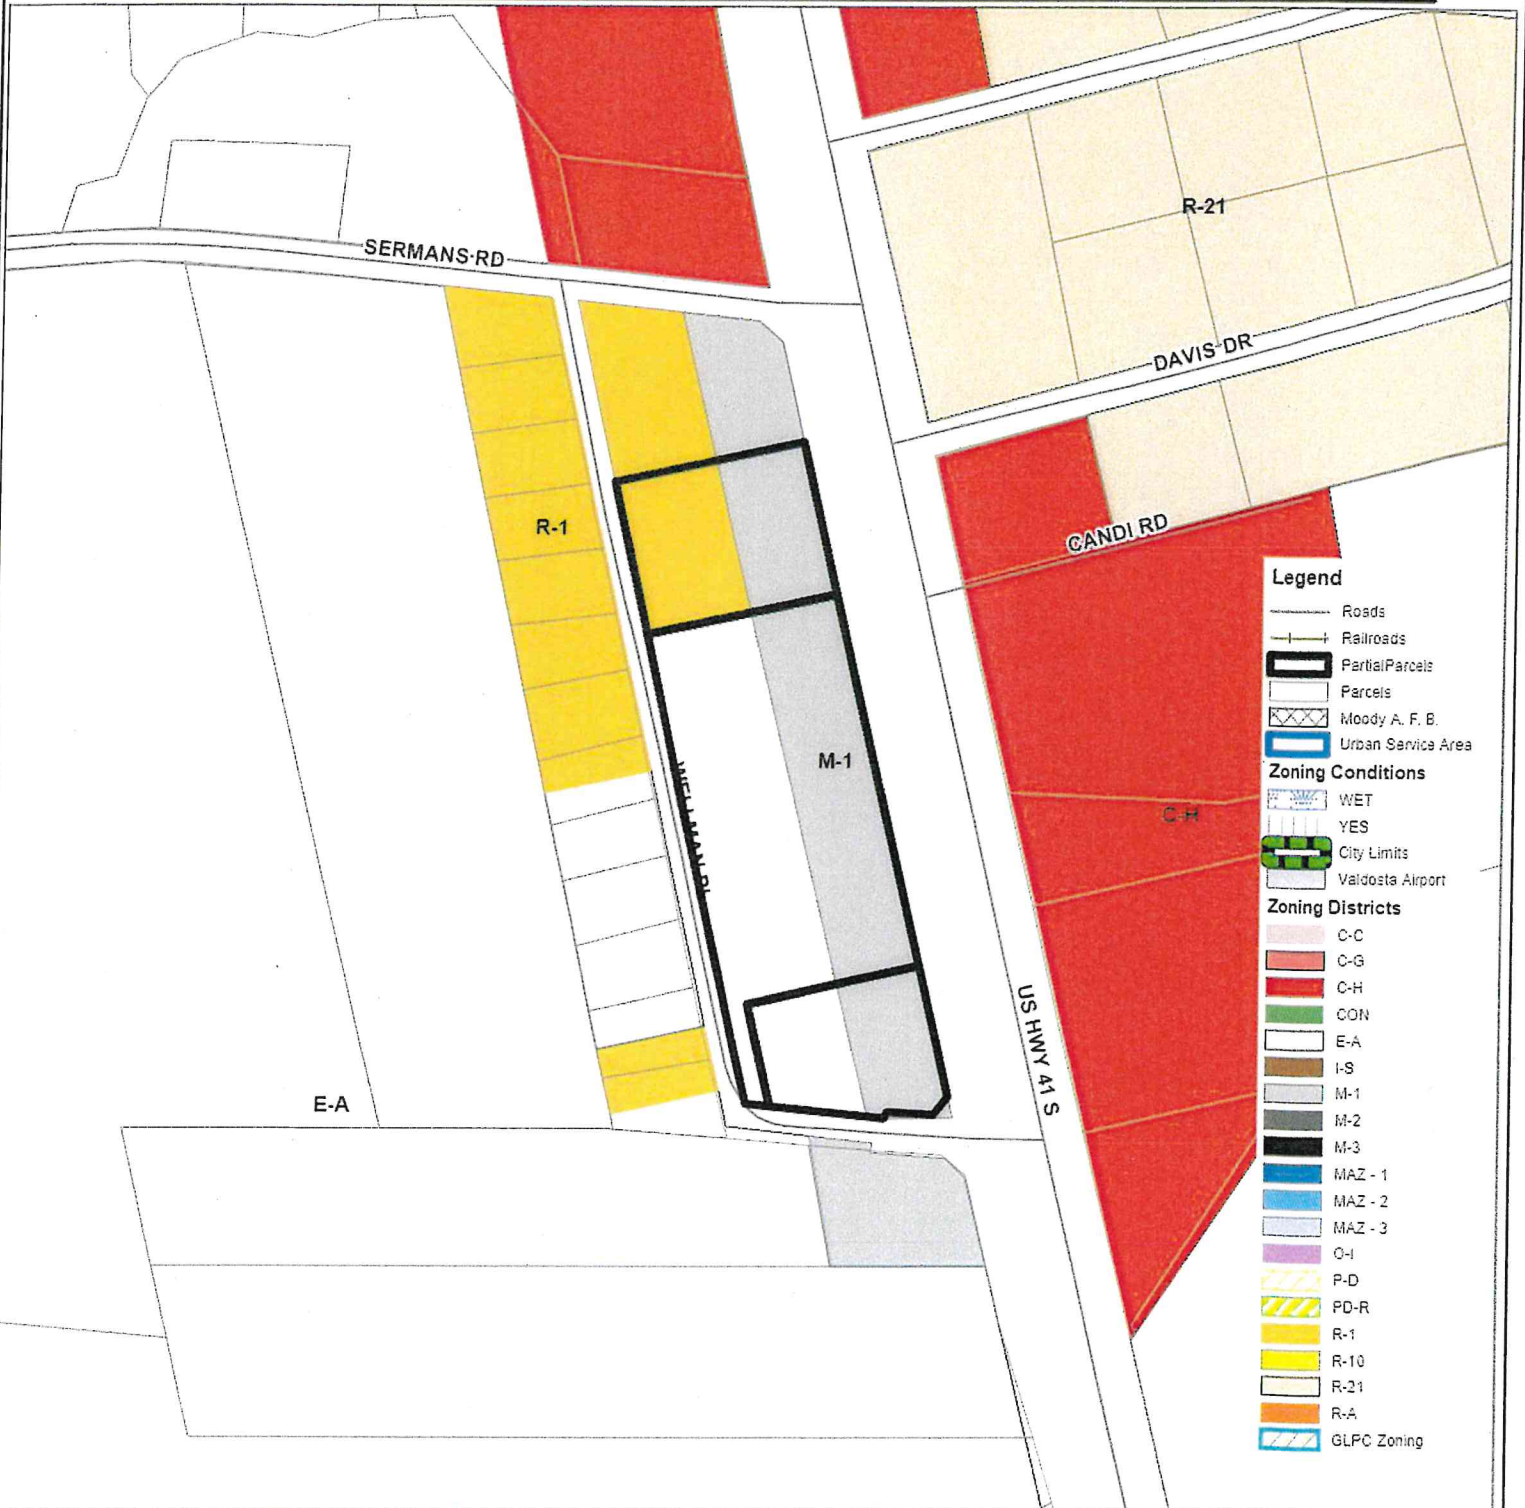 SERMANS RD
R-21
DAVIS DR
R-1
CANDI RD
M-1
WELLMAN PL
C-H
US HWY 41 S
E-A
Legend
Roads
Railroads
PartialParcels
Parcels
Moody A. F. B.
Urban Service Area
Zoning Conditions
WET
YES
City Limits
Valdosta Airport
Zoning Districts
C-C
C-G
C-H
CON
E-A
I-S
M-1
M-2
M-3
MAZ - 1
MAZ - 2
MAZ - 3
O-I
P-D
PD-R
R-1
R-10
R-21
R-A
GLPC Zoning